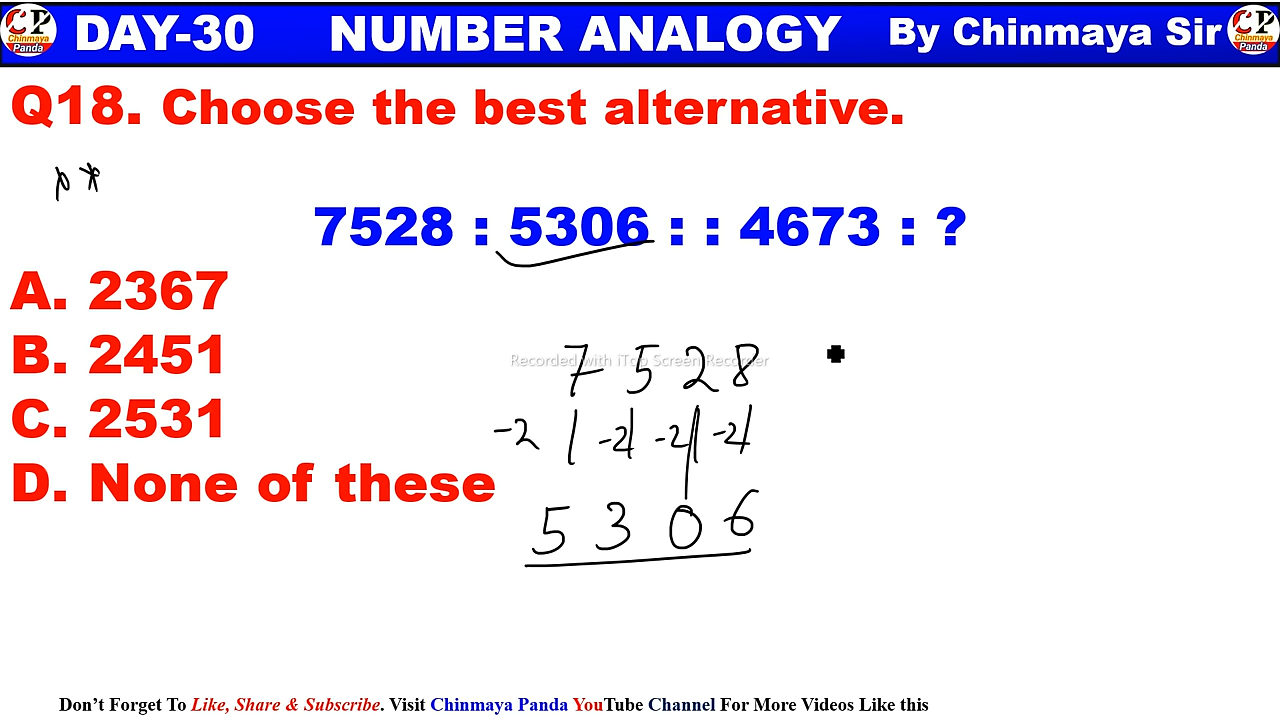 CP
Chinmaya
Panda
DAY-30 NUMBER ANALOGY By Chinmaya Sir
CP
Chinmaya
Panda
Q18. Choose the best alternative.
7528 : 5306 : : 4673 : ?
A. 2367
B. 2451
C. 2531
D. None of these
Recorded with iTop Screen Recorder
7 5 2 8
-2 -2 -2 -2
5 3 0 6
Don't Forget To Like, Share & Subscribe. Visit Chinmaya Panda YouTube Channel For More Videos Like this